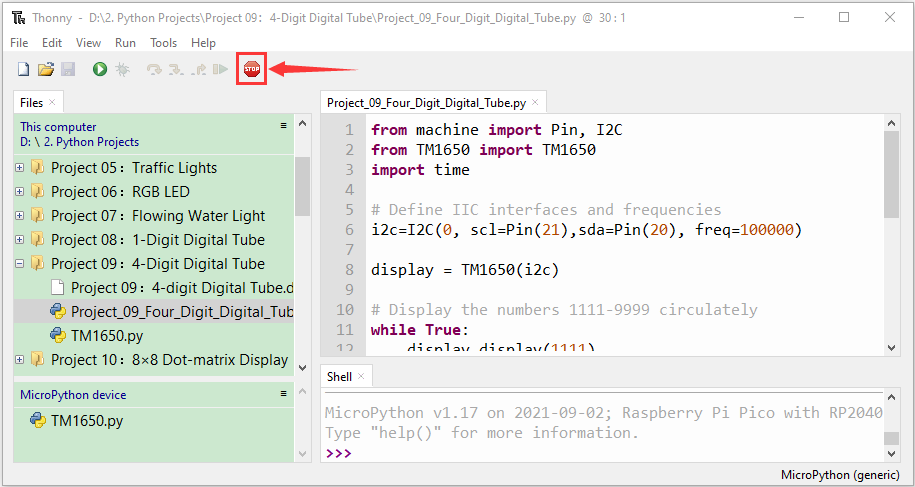 Thonny - D:\2. Python Projects\Project 09：4-Digit Digital Tube\Project_09_Four_Digit_Digital_Tube.py @ 30 : 1
File Edit View Run Tools Help
STOP
Files
This computer
D: \ 2. Python Projects
Project 05：Traffic Lights
Project 06：RGB LED
Project 07：Flowing Water Light
Project 08：1-Digit Digital Tube
Project 09：4-Digit Digital Tube
Project 09：4-digit Digital Tube.d
Project_09_Four_Digit_Digital_Tub
TM1650.py
Project 10：8×8 Dot-matrix Display
MicroPython device
TM1650.py
Project_09_Four_Digit_Digital_Tube.py
1 from machine import Pin, I2C
2 from TM1650 import TM1650
3 import time
4
5 # Define IIC interfaces and frequencies
6 i2c=I2C(0, scl=Pin(21),sda=Pin(20), freq=100000)
7
8 display = TM1650(i2c)
9
10 # Display the numbers 1111-9999 circulately
11 while True:
12 display.display(1111)
Shell
MicroPython v1.17 on 2021-09-02; Raspberry Pi Pico with RP2040
Type "help()" for more information.
>>>
MicroPython (generic)